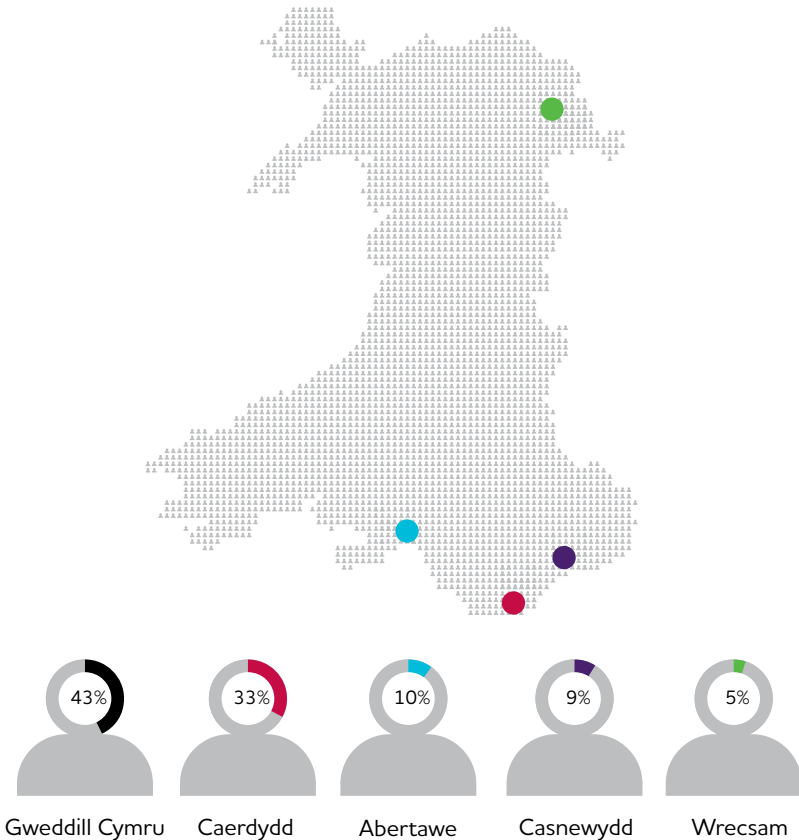 43%
33%
10%
9%
5%
Gweddill Cymru
Caerdydd
Abertawe
Casnewydd
Wrecsam